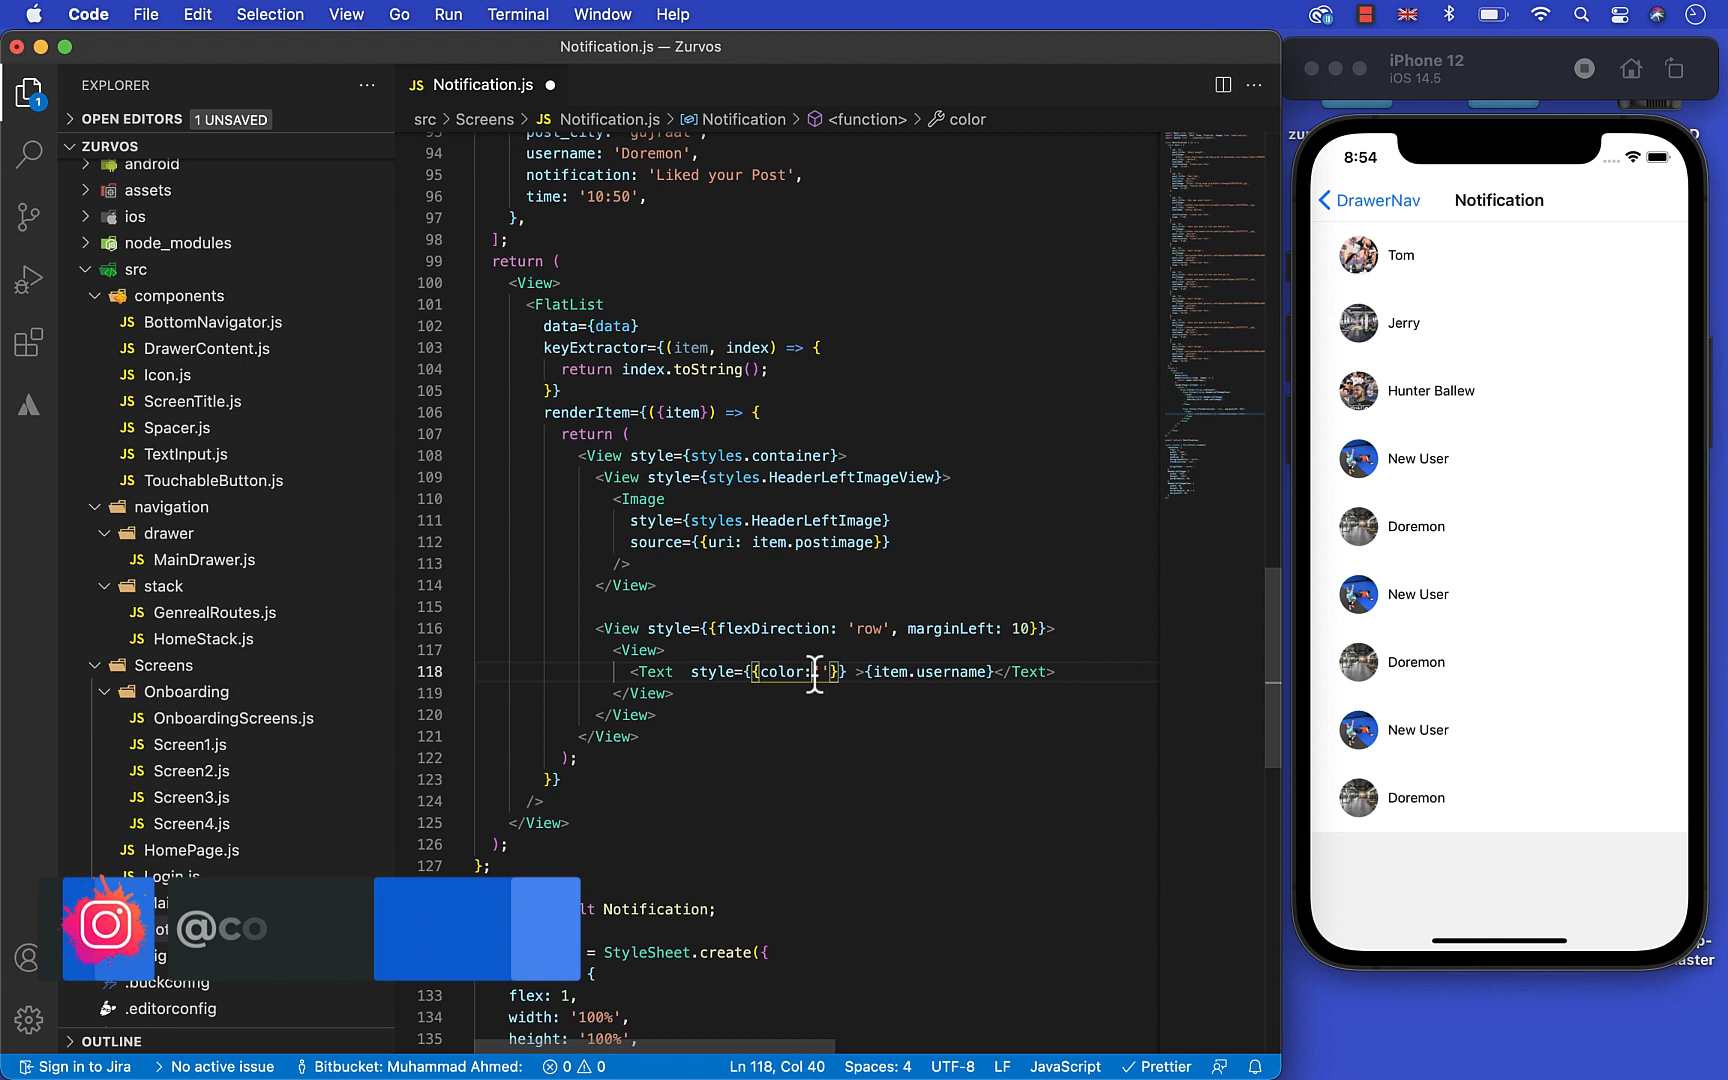 Code File Edit Selection View Go Run Terminal Window Help
Notification.js — Zurvos
EXPLORER
OPEN EDITORS 1 UNSAVED
ZURVOS
android
assets
ios
node_modules
src
components
BottomNavigator.js
DrawerContent.js
Icon.js
ScreenTitle.js
Spacer.js
TextInput.js
TouchableButton.js
navigation
drawer
MainDrawer.js
stack
GenrealRoutes.js
HomeStack.js
Screens
Onboarding
OnboardingScreens.js
Screen1.js
Screen2.js
Screen3.js
Screen4.js
HomePage.js
Login.js
.buckconfig
.editorconfig
OUTLINE
@co
JS Notification.js
src > Screens > JS Notification.js > Notification > <function> > color
93 post_city: 'gujraat',
94 username: 'Doremon',
95 notification: 'Liked your Post',
96 time: '10:50',
97 },
98 ];
99 return (
100 <View>
101 <FlatList
102 data={data}
103 keyExtractor={(item, index) => {
104 return index.toString();
105 }}
106 renderItem={({item}) => {
107 return (
108 <View style={styles.container}>
109 <View style={styles.HeaderLeftImageView}>
110 <Image
111 style={styles.HeaderLeftImage}
112 source={{uri: item.postimage}}
113 />
114 </View>
115
116 <View style={{flexDirection: 'row', marginLeft: 10}}>
117 <View>
118 <Text style={{color:''}} >{item.username}</Text>
119 </View>
120 </View>
121 </View>
122 );
123 }}
124 />
125 </View>
126 );
127 };
lt Notification;
= StyleSheet.create({
{
133 flex: 1,
134 width: '100%',
135 height: '100%',
Sign in to Jira > No active issue Bitbucket: Muhammad Ahmed: 0 0 Ln 118, Col 40 Spaces: 4 UTF-8 LF JavaScript Prettier
iPhone 12
iOS 14.5
8:54
DrawerNav Notification
Tom
Jerry
Hunter Ballew
New User
Doremon
New User
Doremon
New User
Doremon